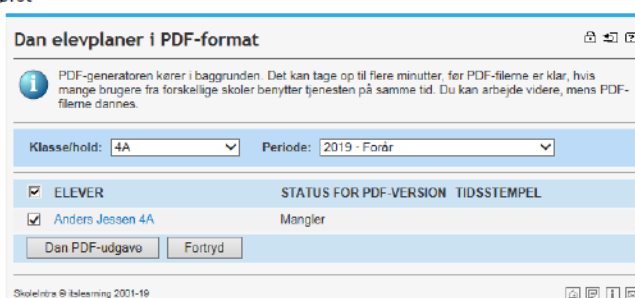 Dan elevplaner i PDF-format
PDF-generatoren kører i baggrunden. Det kan tage op til flere minutter, før PDF-filerne er klar, hvis
mange brugere fra forskellige skoler benytter tjenesten på samme tid. Du kan arbejde videre, mens PDF-
filerne dannes.
Klasse/hold: 4A Periode: 2019 - Forår
ELEVER STATUS FOR PDF-VERSION TIDSSTEMPEL
Anders Jessen 4A Mangler
Dan PDF-udgave Fortryd
SkoleIntra © itslearning 2001-19